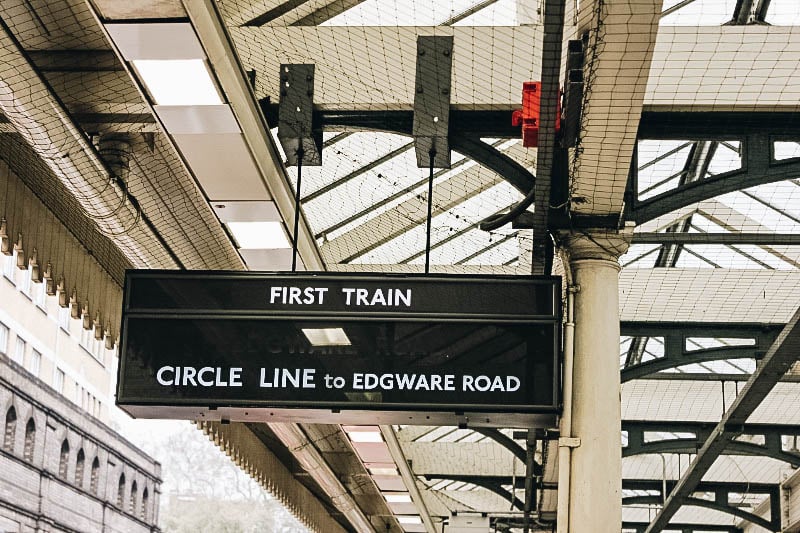 FIRST TRAIN
CIRCLE LINE to EDGWARE ROAD